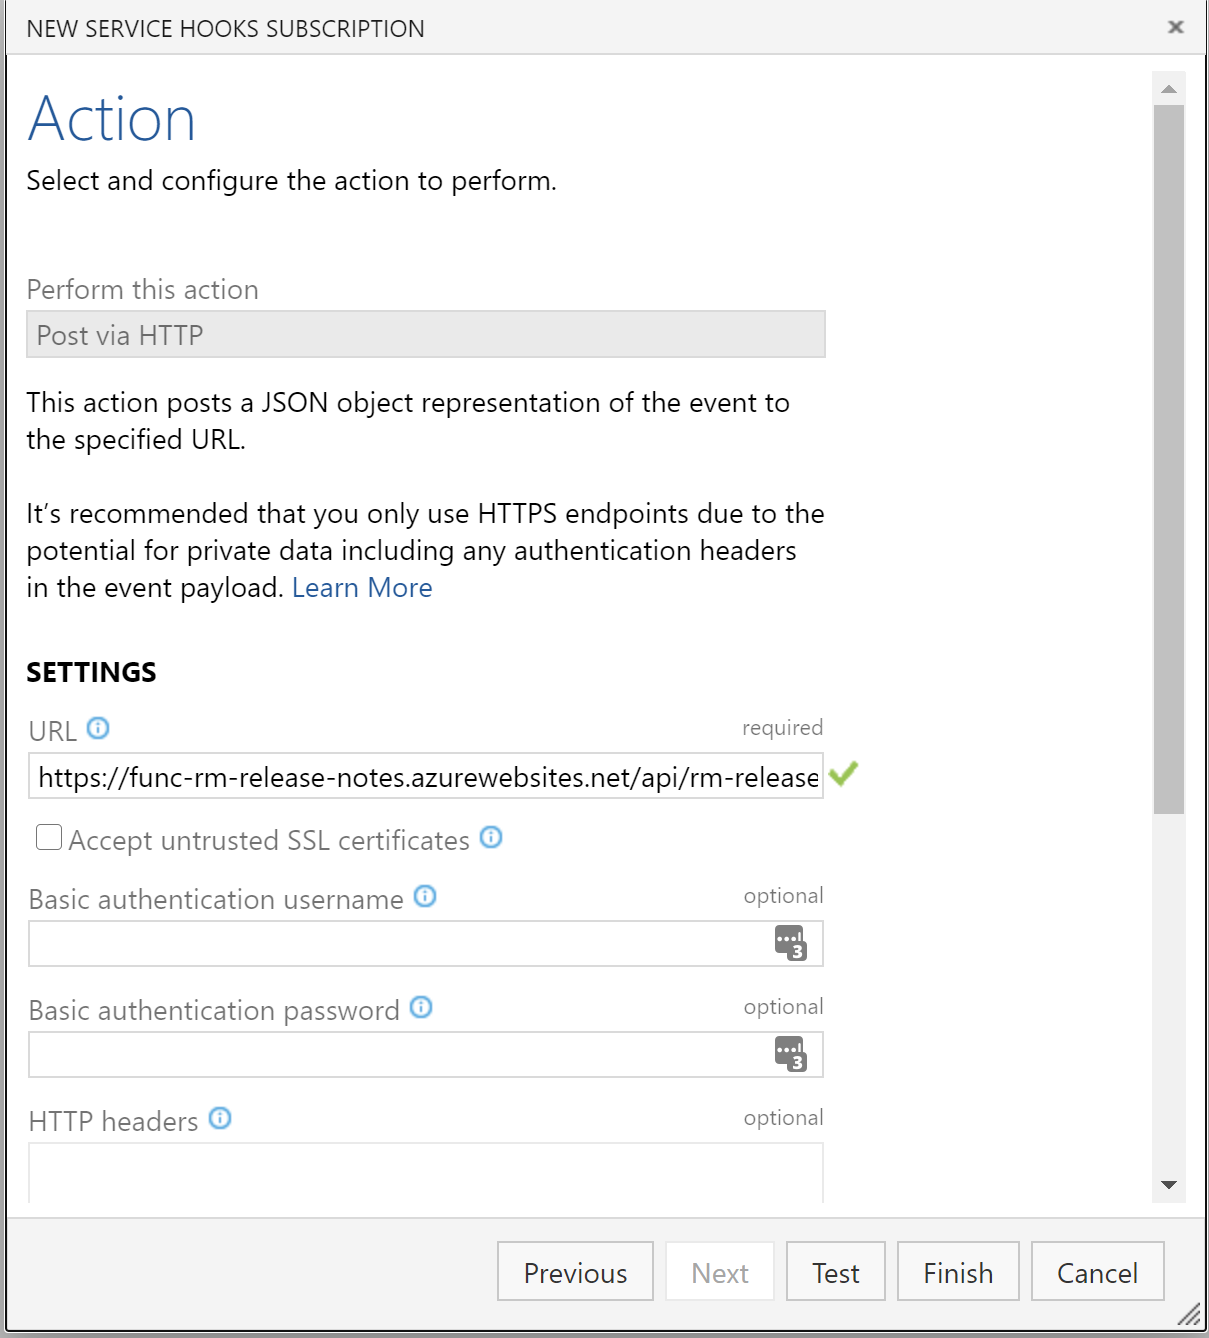 NEW SERVICE HOOKS SUBSCRIPTION
Action
Select and configure the action to perform.
Perform this action
Post via HTTP
This action posts a JSON object representation of the event to
the specified URL.
It’s recommended that you only use HTTPS endpoints due to the
potential for private data including any authentication headers
in the event payload. Learn More
SETTINGS
URL required
https://func-rm-release-notes.azurewebsites.net/api/rm-release
Accept untrusted SSL certificates
Basic authentication username optional
3
Basic authentication password optional
3
HTTP headers optional
Previous Next Test Finish Cancel